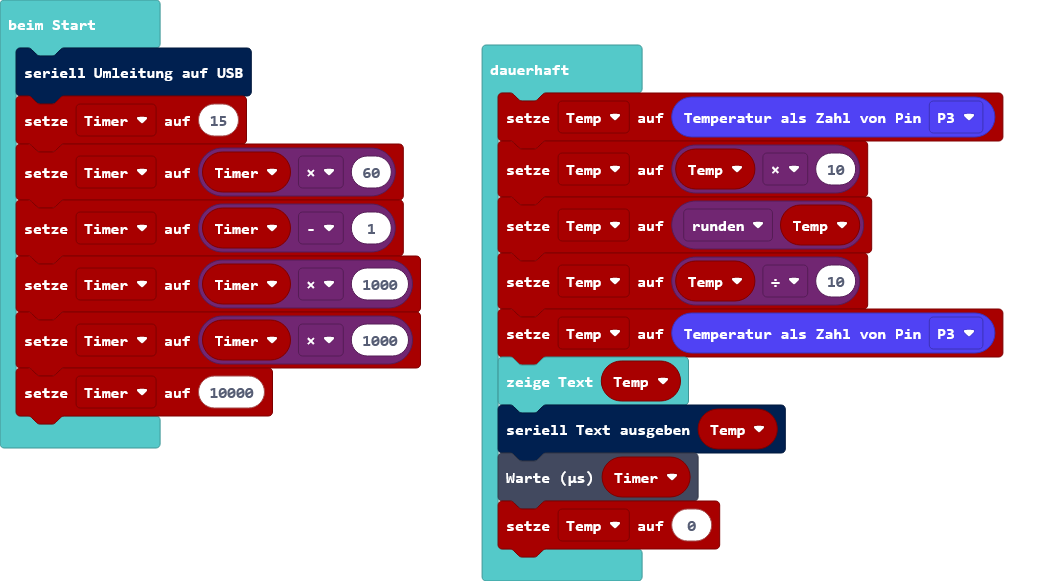 beim Start
seriell Umleitung auf USB
setze Timer auf 15
setze Timer auf Timer × 60
setze Timer auf Timer - 1
setze Timer auf Timer × 1000
setze Timer auf Timer × 1000
setze Timer auf 10000
dauerhaft
setze Temp auf Temperatur als Zahl von Pin P3
setze Temp auf Temp × 10
setze Temp auf runden Temp
setze Temp auf Temp ÷ 10
setze Temp auf Temperatur als Zahl von Pin P3
zeige Text Temp
seriell Text ausgeben Temp
Warte (µs) Timer
setze Temp auf 0